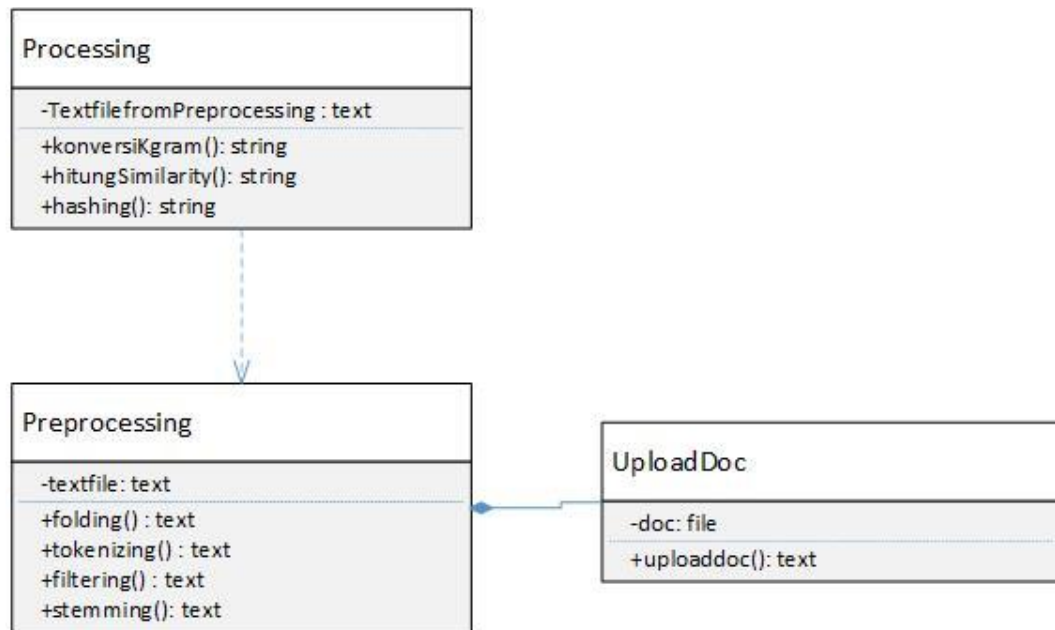 Processing
-TextfilefromPreprocessing : text
+konversiKgram(): string
+hitungSimilarity(): string
+hashing(): string
Preprocessing
-textfile: text
+folding() : text
+tokenizing() : text
+filtering() : text
+stemming(): text
UploadDoc
-doc: file
+uploaddoc(): text